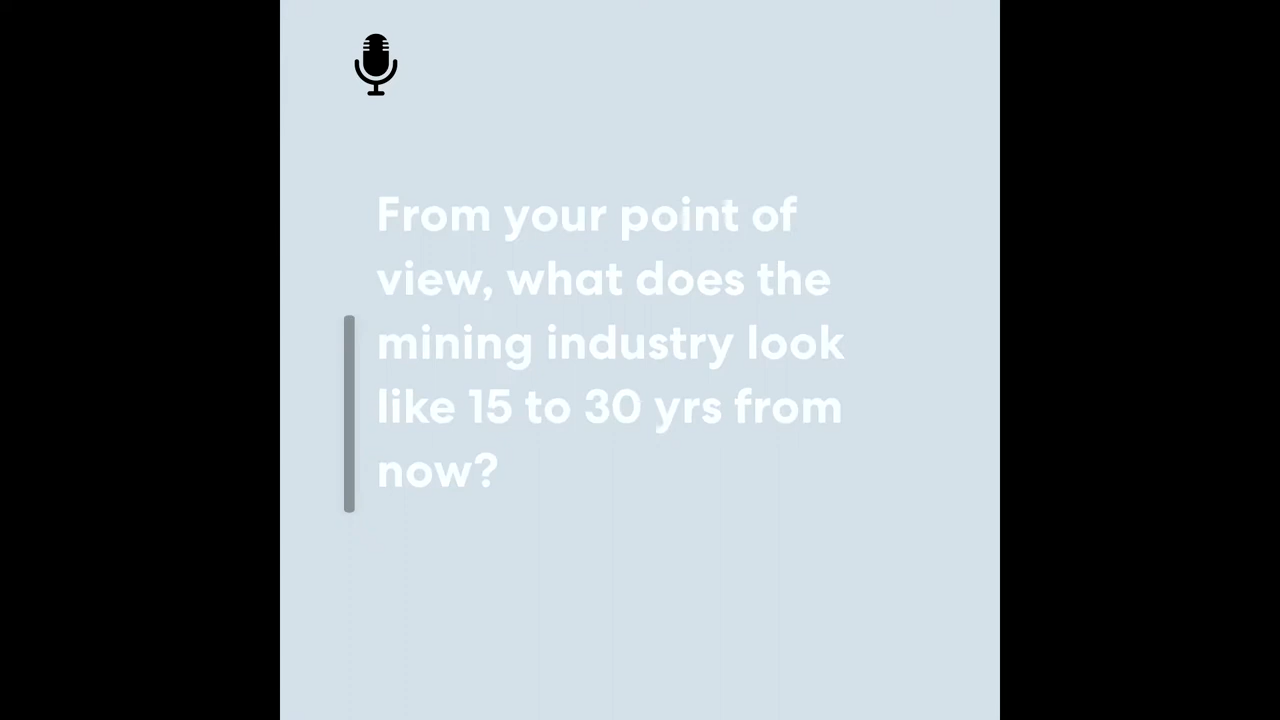 From your point of
view, what does the
mining industry look
like 15 to 30 yrs from
now?